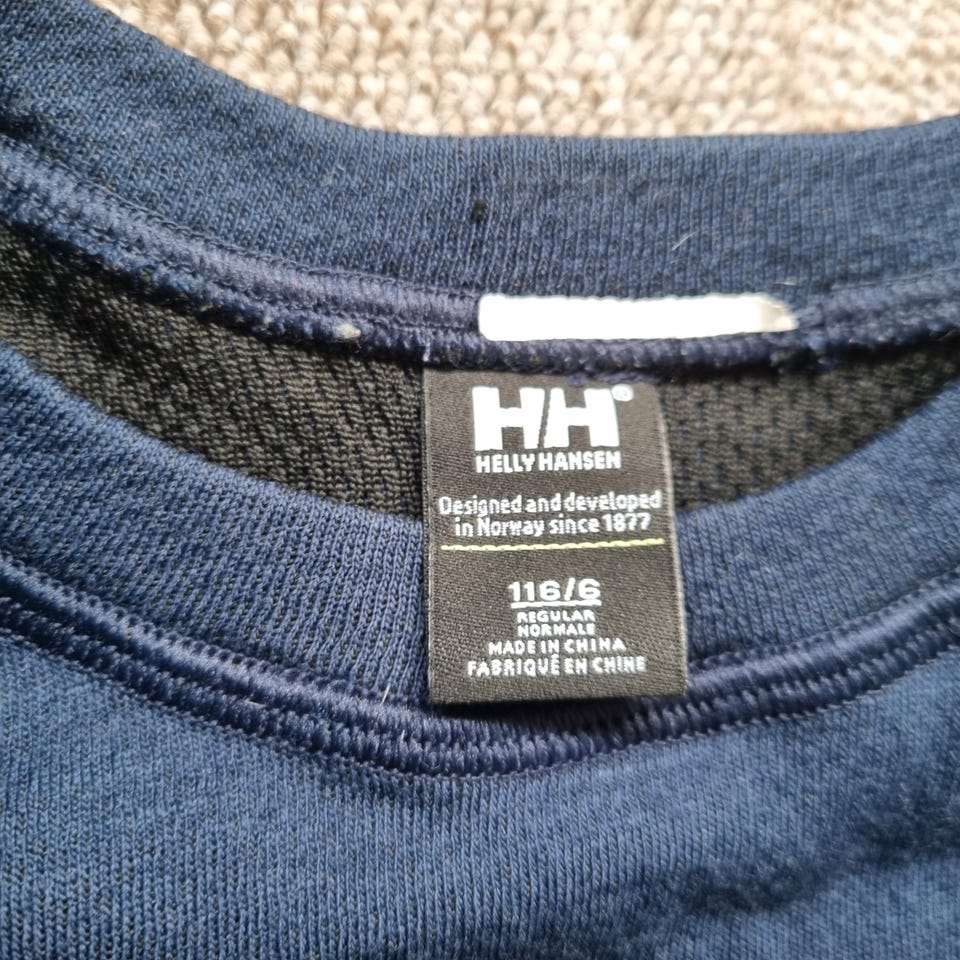 HH®
HELLY HANSEN
Designed and developed
in Norway since 1877
116/6
REGULAR
NORMALE
MADE IN CHINA
FABRIQUÉ EN CHINE